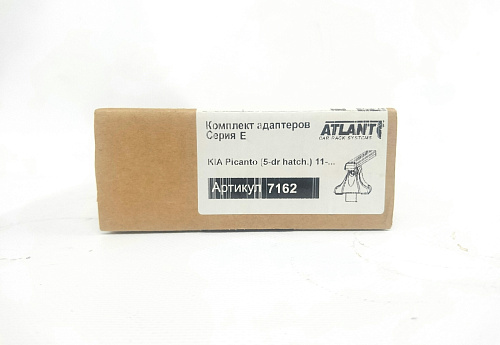 Комплект адаптеров
Серия Е
ATLANT
CAR RACK SYSTEMS
KIA Picanto (5-dr hatch.) 11-...
Артикул 7162